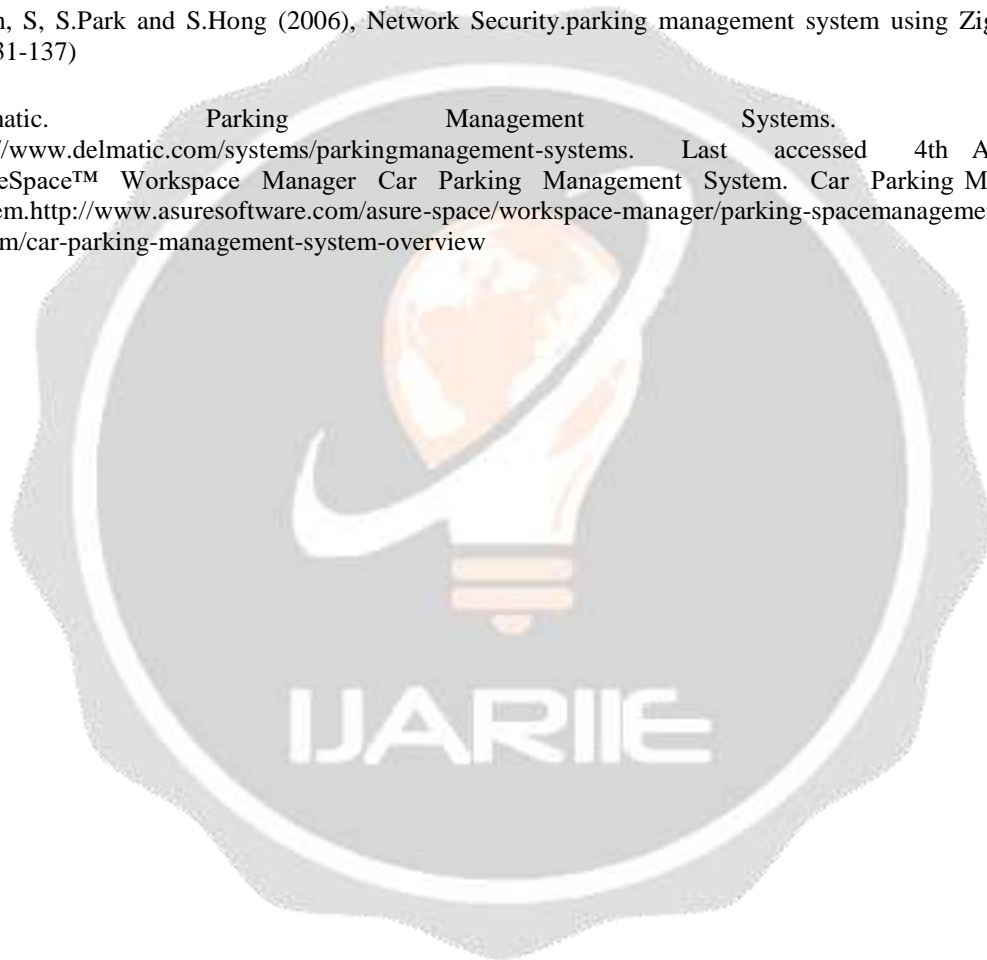 n, S, S.Park and S.Hong (2006), Network Security.parking management system using Zig
31-137)
natic. Parking Management Systems.
//www.delmatic.com/systems/parkingmanagement-systems. Last accessed 4th A
eSpace™ Workspace Manager Car Parking Management System. Car Parking M
em.http://www.asuresoftware.com/asure-space/workspace-manager/parking-spacemanageme
m/car-parking-management-system-overview
IJARIIE